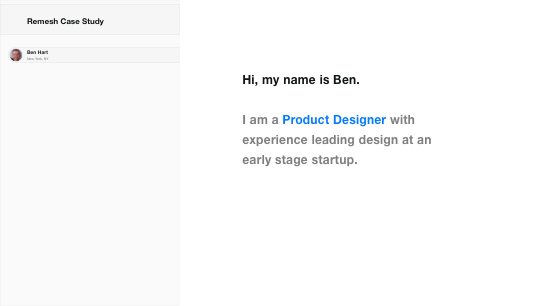 Remesh Case Study
Ben Hart
New York, NY
Hi, my name is Ben.
I am a Product Designer with
experience leading design at an
early stage startup.